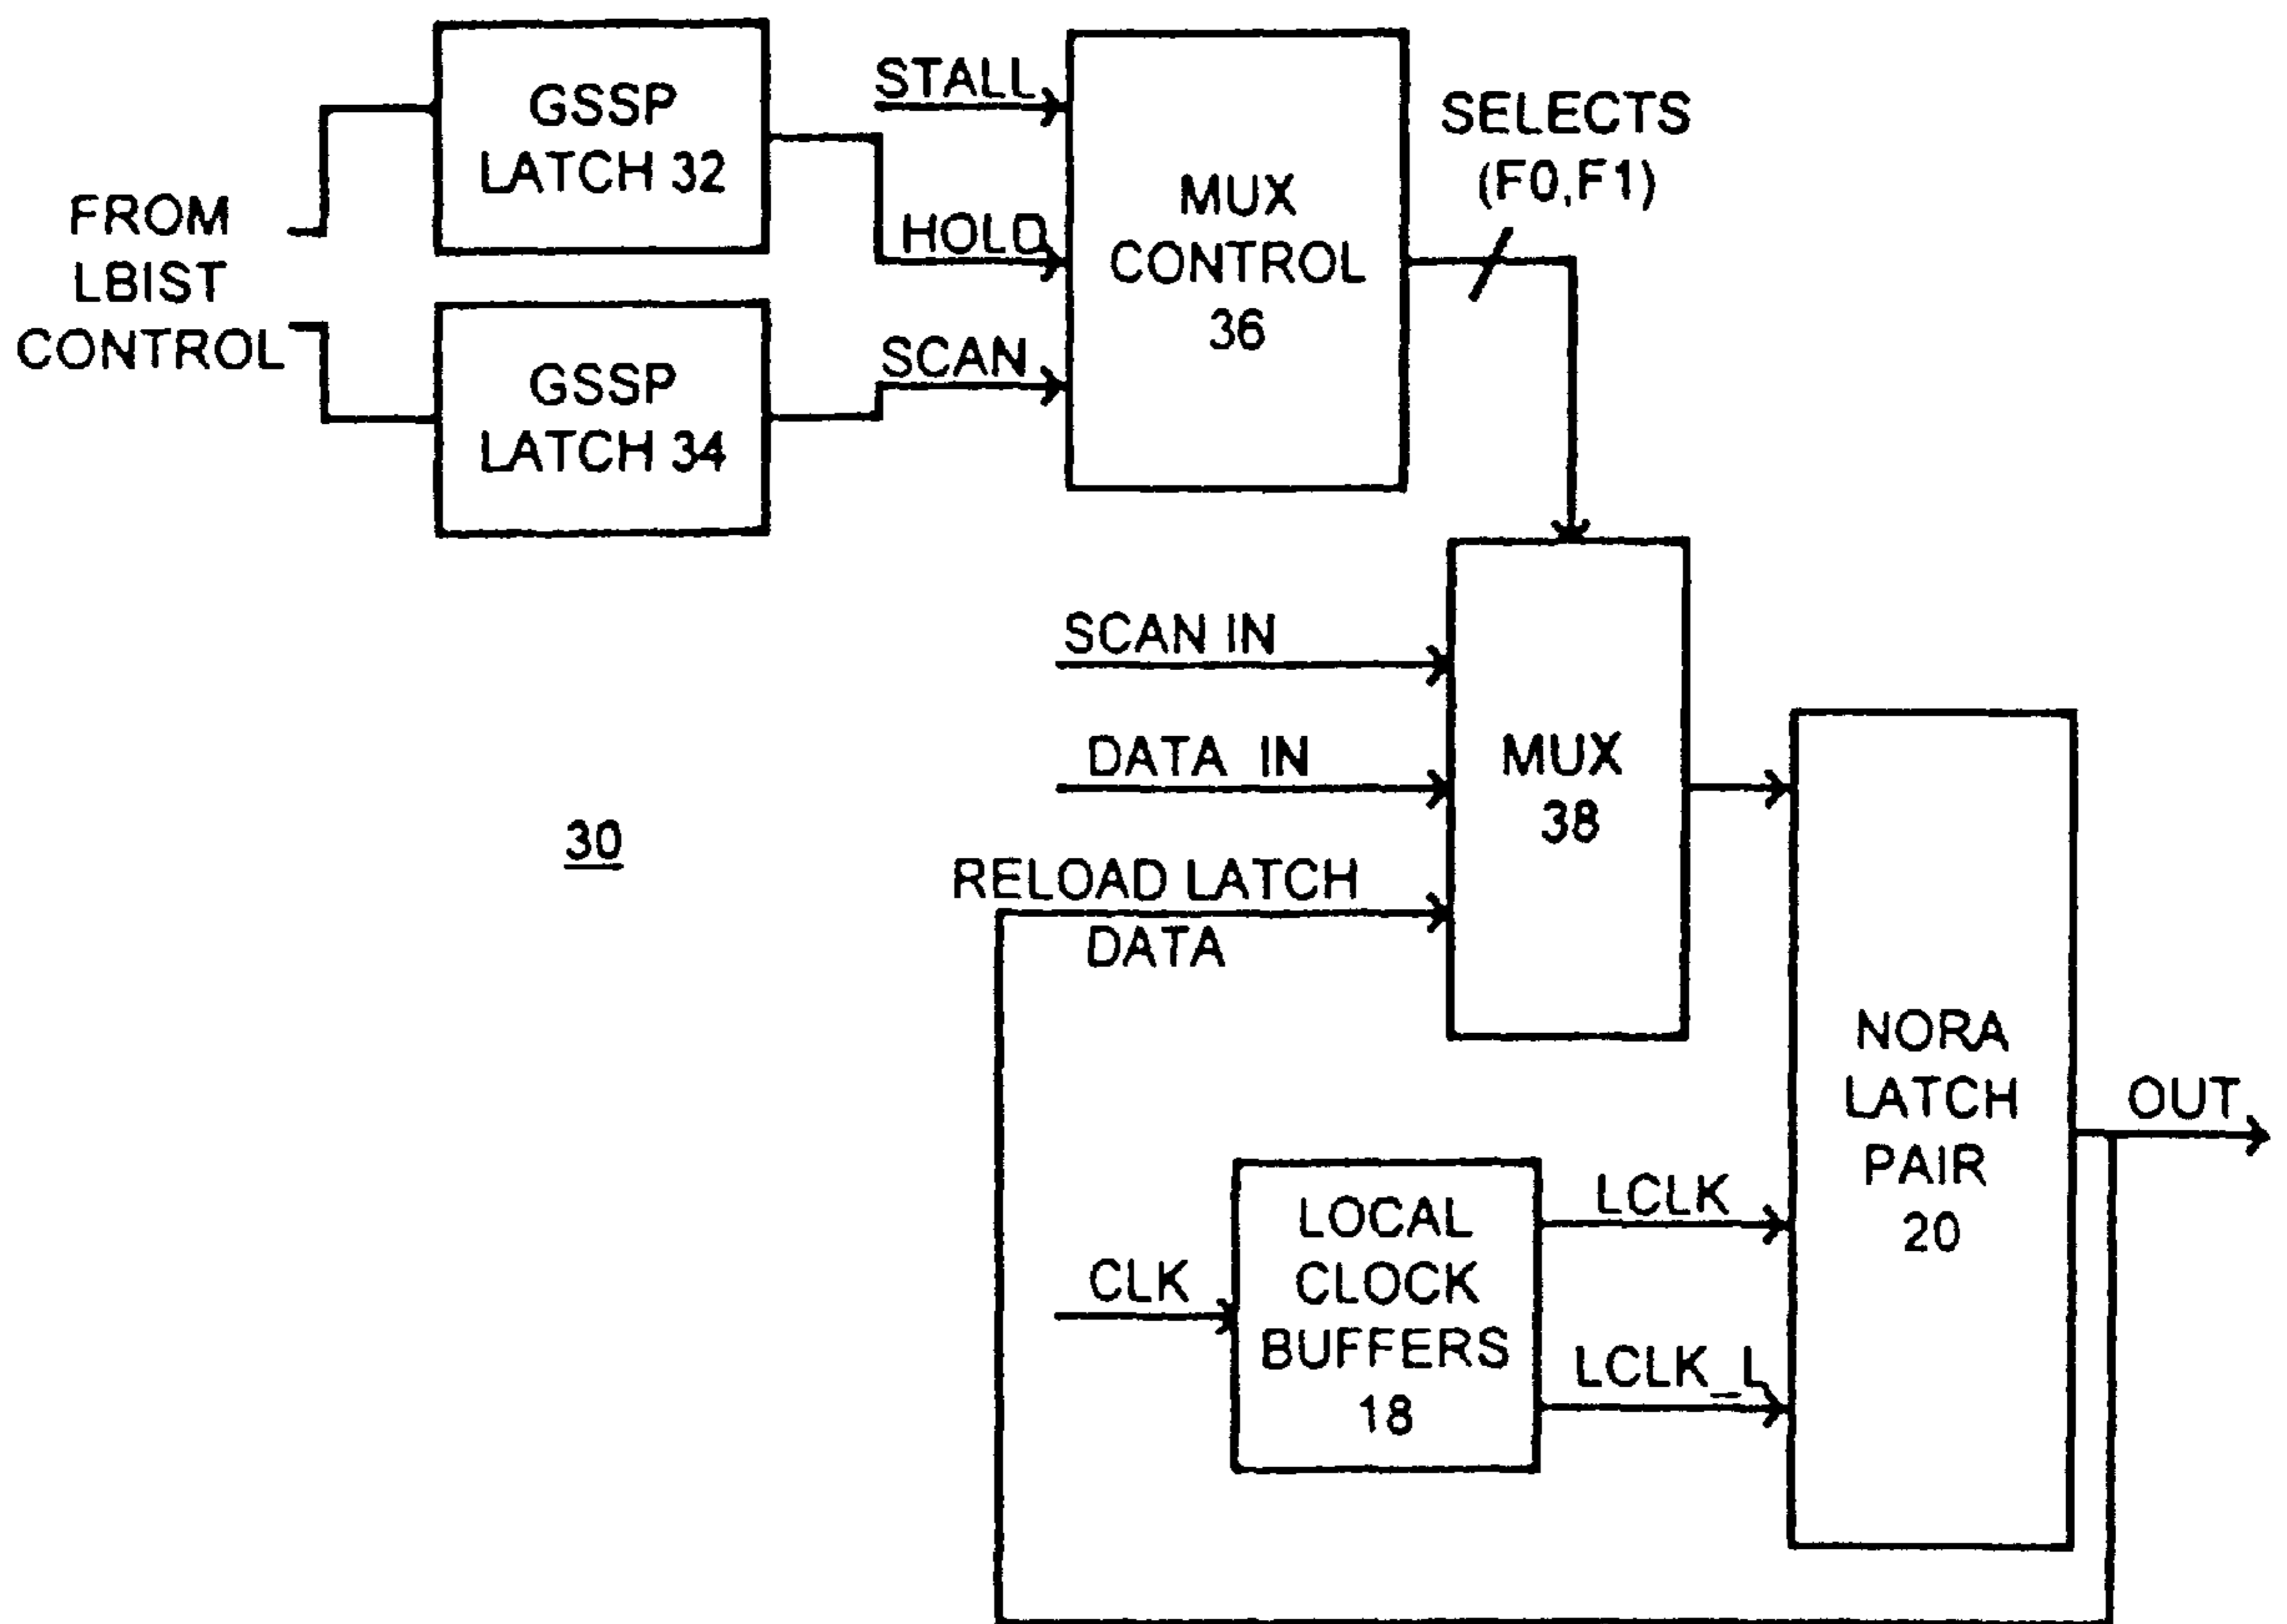 FROM
LBIST
CONTROL
GSSP
LATCH 32
GSSP
LATCH 34
STALL
HOLD
SCAN
MUX
CONTROL
36
SELECTS
(F0,F1)
SCAN IN
DATA IN
RELOAD LATCH
DATA
MUX
38
30
CLK
LOCAL
CLOCK
BUFFERS
18
LCLK
LCLK_L
NORA
LATCH
PAIR
20
OUT